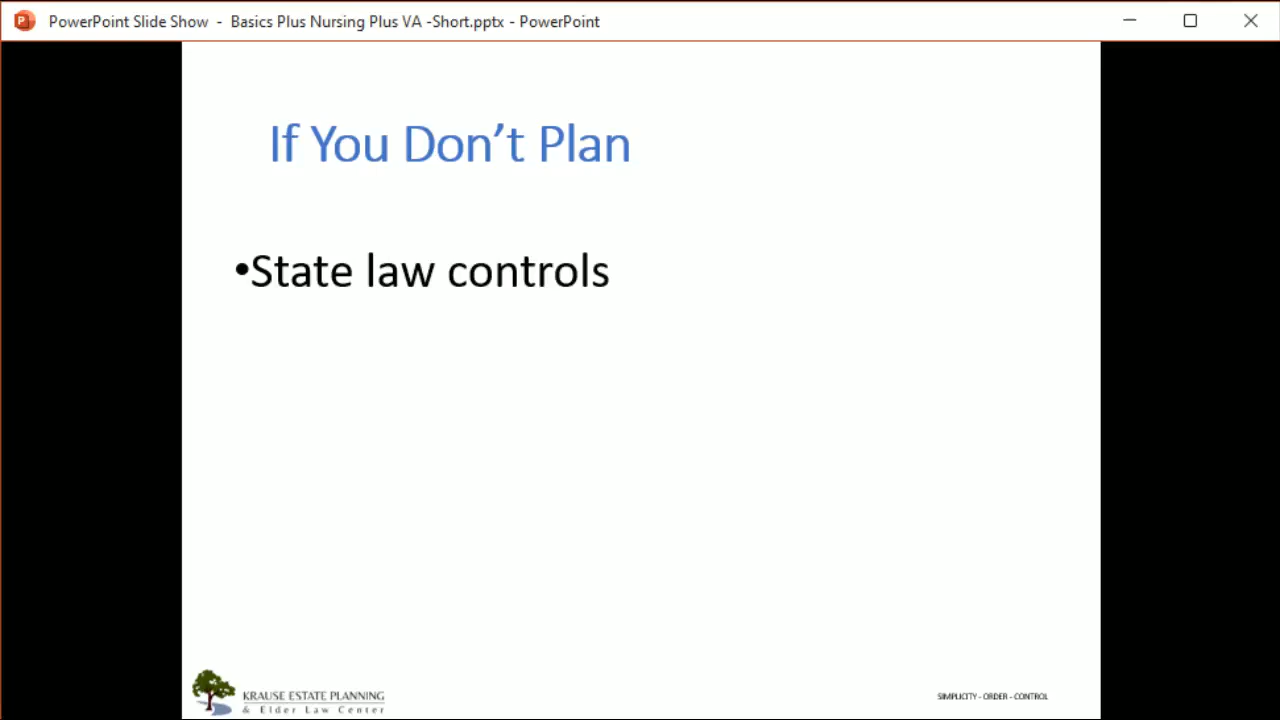 PowerPoint Slide Show - Basics Plus Nursing Plus VA -Short.pptx - PowerPoint
If You Don’t Plan
•State law controls
KRAUSE ESTATE PLANNING
& Elder Law Center
SIMPLICITY - ORDER - CONTROL